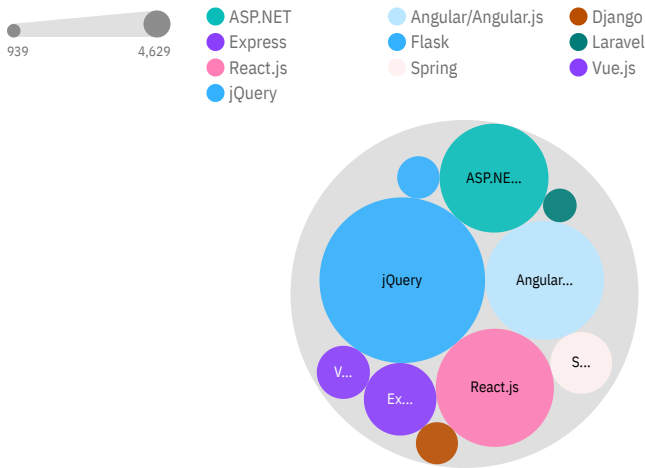 939
4,629
ASP.NET
Angular/Angular.js
Django
Express
Flask
Laravel
React.js
Spring
Vue.js
jQuery
ASP.NE...
jQuery
Angular...
S...
V...
Ex...
React.js